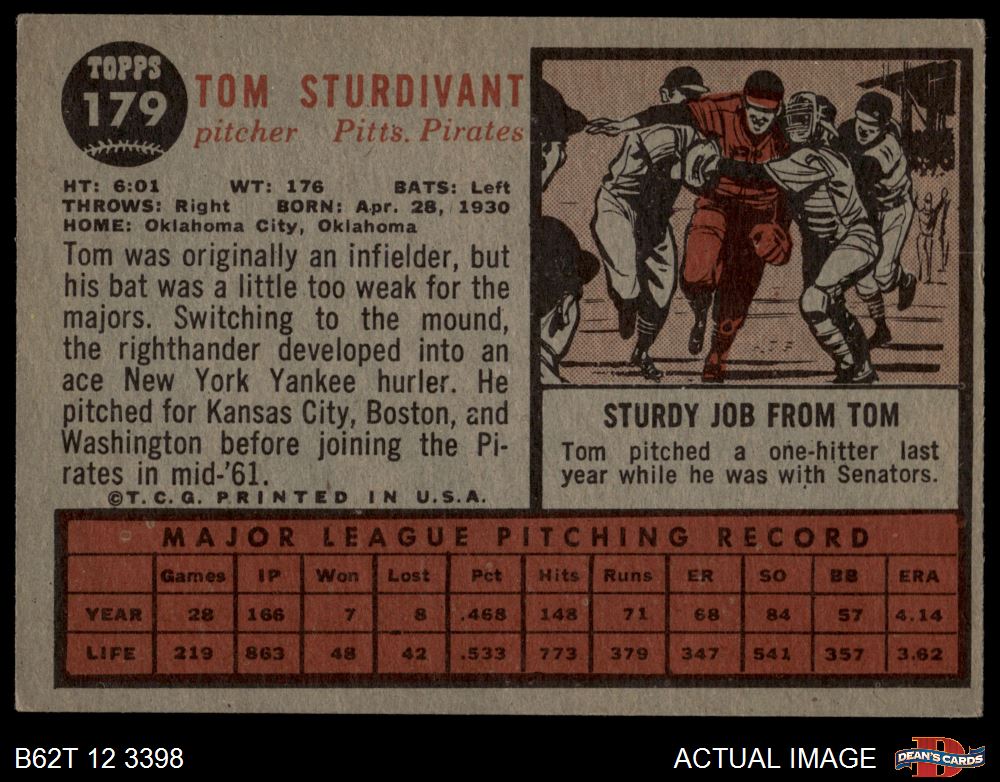 TOPPS
179
TOM STURDIVANT
pitcher Pitts. Pirates
HT: 6:01 WT: 176 BATS: Left
THROWS: Right BORN: Apr. 28, 1930
HOME: Oklahoma City, Oklahoma
Tom was originally an infielder, but
his bat was a little too weak for the
majors. Switching to the mound,
the righthander developed into an
ace New York Yankee hurler. He
pitched for Kansas City, Boston, and
Washington before joining the Pi-
rates in mid-'61.
©T.C.G. PRINTED IN U.S.A.
STURDY JOB FROM TOM
Tom pitched a one-hitter last
year while he was with Senators.
MAJOR LEAGUE PITCHING RECORD
Games IP Won Lost Pct Hits Runs ER SO BB ERA
YEAR 28 166 7 8 .468 148 71 68 84 57 4.14
LIFE 219 863 48 42 .533 773 379 347 541 357 3.62
B62T 12 3398 ACTUAL IMAGE
D
DEAN'S CARDS